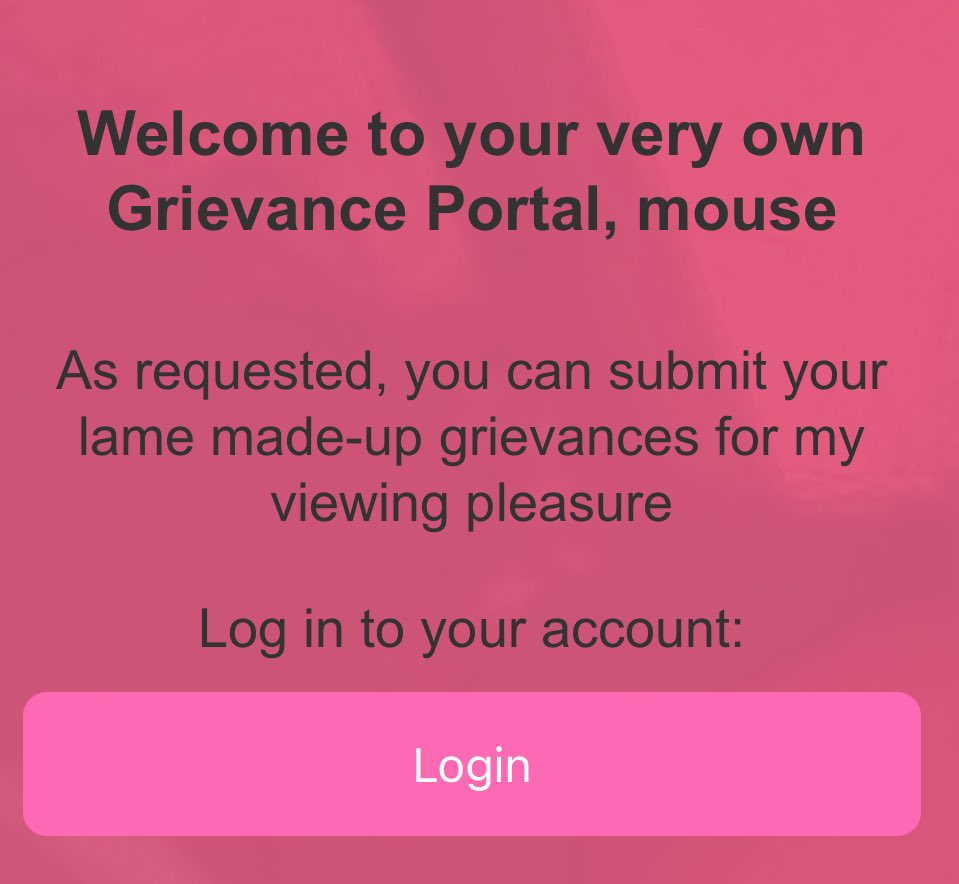 Welcome to your very own
Grievance Portal, mouse
As requested, you can submit your
lame made-up grievances for my
viewing pleasure
Log in to your account:
Login